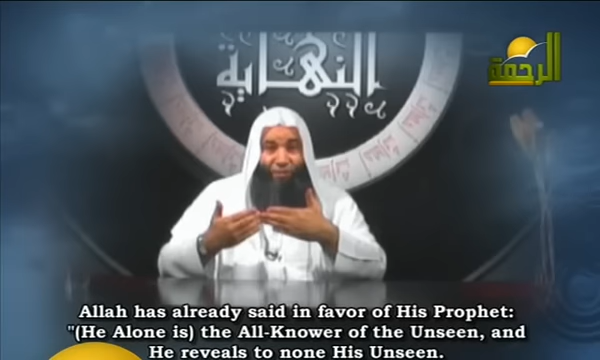 النهاية
الرحمة
Allah has already said in favor of His Prophet:
"(He Alone is) the All-Knower of the Unseen, and
He reveals to none His Unseen.